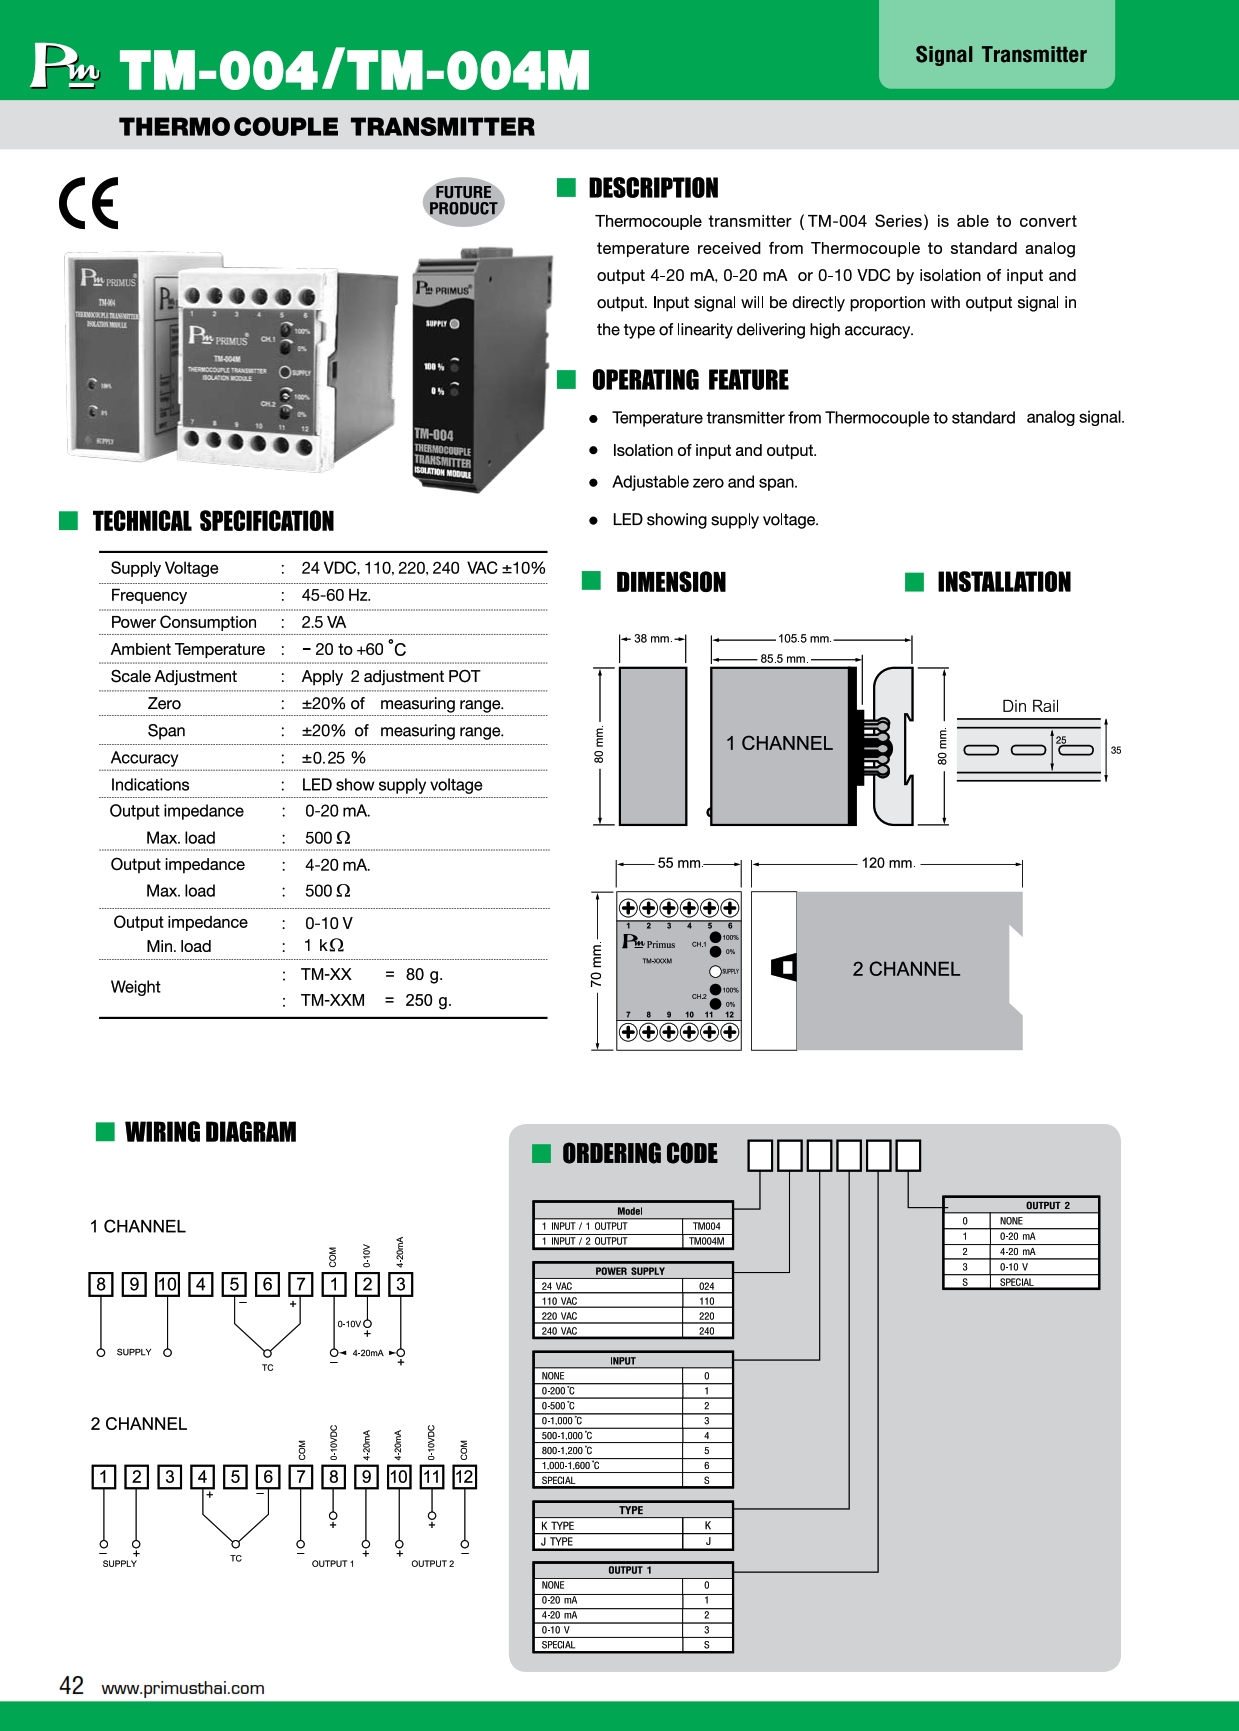 Pm TM-004/TM-004M
Signal Transmitter
THERMOCOUPLE TRANSMITTER
CE
FUTURE
PRODUCT
Pm PRIMUS®
TM-004
THERMOCOUPLE TRANSMITTER
ISOLATION MODULE
100%
0%
SUPPLY
1 2 3 4 5 6
Pm PRIMUS®
CH.1 100%
0%
TM-004M
THERMOCOUPLE TRANSMITTER
ISOLATION MODULE
SUPPLY
100%
CH.2 0%
7 8 9 10 11 12
Pm PRIMUS®
SUPPLY
100 %
0 %
TM-004
THERMOCOUPLE
TRANSMITTER
ISOLATION MODULE
DESCRIPTION
Thermocouple transmitter (TM-004 Series) is able to convert
temperature received from Thermocouple to standard analog
output 4-20 mA, 0-20 mA or 0-10 VDC by isolation of input and
output. Input signal will be directly proportion with output signal in
the type of linearity delivering high accuracy.
OPERATING FEATURE
● Temperature transmitter from Thermocouple to standard analog signal.
● Isolation of input and output.
● Adjustable zero and span.
● LED showing supply voltage.
TECHNICAL SPECIFICATION
Supply Voltage : 24 VDC, 110, 220, 240 VAC ±10%
Frequency : 45-60 Hz.
Power Consumption : 2.5 VA
Ambient Temperature : − 20 to +60 °C
Scale Adjustment : Apply 2 adjustment POT
Zero : ±20% of measuring range.
Span : ±20% of measuring range.
Accuracy : ±0.25 %
Indications : LED show supply voltage
Output impedance : 0-20 mA.
Max. load : 500 Ω
Output impedance : 4-20 mA.
Max. load : 500 Ω
Output impedance : 0-10 V
Min. load : 1 kΩ
Weight
: TM-XX = 80 g.
: TM-XXM = 250 g.
DIMENSION
38 mm.
105.5 mm.
85.5 mm.
80 mm.
1 CHANNEL
80 mm.
INSTALLATION
Din Rail
25
35
55 mm.
120 mm.
70 mm.
1 2 3 4 5 6
Pm Primus
CH.1 100%
0%
TM-XXXM
SUPPLY
100%
CH.2 0%
7 8 9 10 11 12
2 CHANNEL
WIRING DIAGRAM
1 CHANNEL
COM
0-10V
4-20mA
8 9 10 4 5 6 7 1 2 3
− +
0-10V
+
SUPPLY
TC
4-20mA
− +
2 CHANNEL
COM
0-10VDC
4-20mA
4-20mA
0-10VDC
COM
1 2 3 4 5 6 7 8 9 10 11 12
+ −
+ +
− + − + + −
SUPPLY
TC
OUTPUT 1
OUTPUT 2
ORDERING CODE
Model
1 INPUT / 1 OUTPUT TM004
1 INPUT / 2 OUTPUT TM004M
POWER SUPPLY
24 VAC 024
110 VAC 110
220 VAC 220
240 VAC 240
INPUT
NONE 0
0-200 °C 1
0-500 °C 2
0-1,000 °C 3
500-1,000 °C 4
800-1,200 °C 5
1,000-1,600 °C 6
SPECIAL S
TYPE
K TYPE K
J TYPE J
OUTPUT 1
NONE 0
0-20 mA 1
4-20 mA 2
0-10 V 3
SPECIAL S
OUTPUT 2
0 NONE
1 0-20 mA
2 4-20 mA
3 0-10 V
S SPECIAL
42 www.primusthai.com